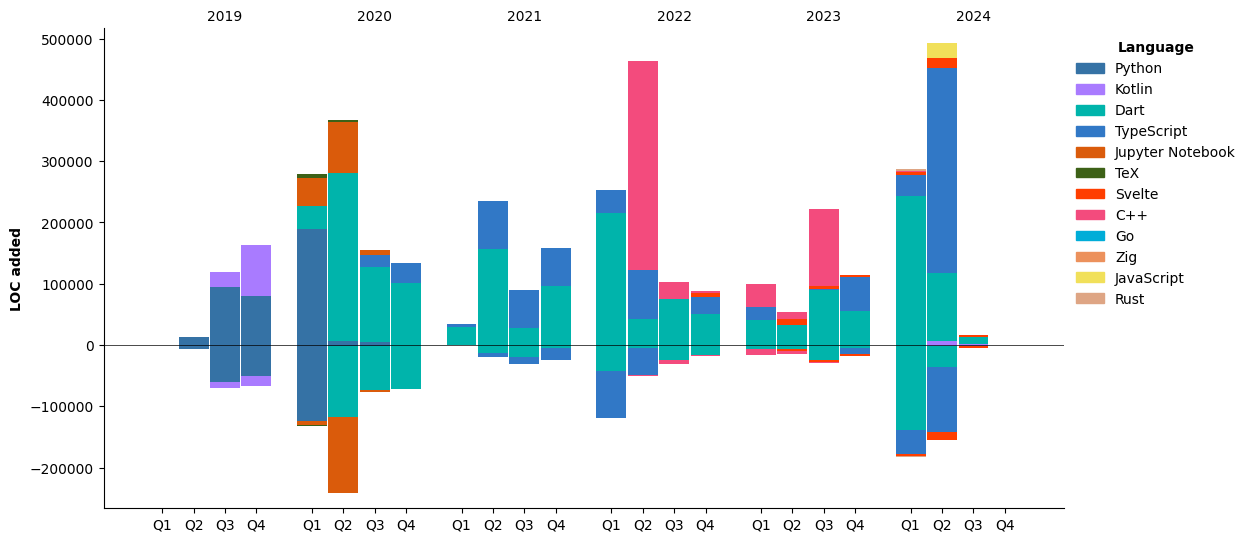 2019 2020 2021 2022 2023 2024
LOC added
500000
400000
300000
200000
100000
0
−100000
−200000
Q1 Q2 Q3 Q4 Q1 Q2 Q3 Q4 Q1 Q2 Q3 Q4 Q1 Q2 Q3 Q4 Q1 Q2 Q3 Q4 Q1 Q2 Q3 Q4
Language
Python
Kotlin
Dart
TypeScript
Jupyter Notebook
TeX
Svelte
C++
Go
Zig
JavaScript
Rust